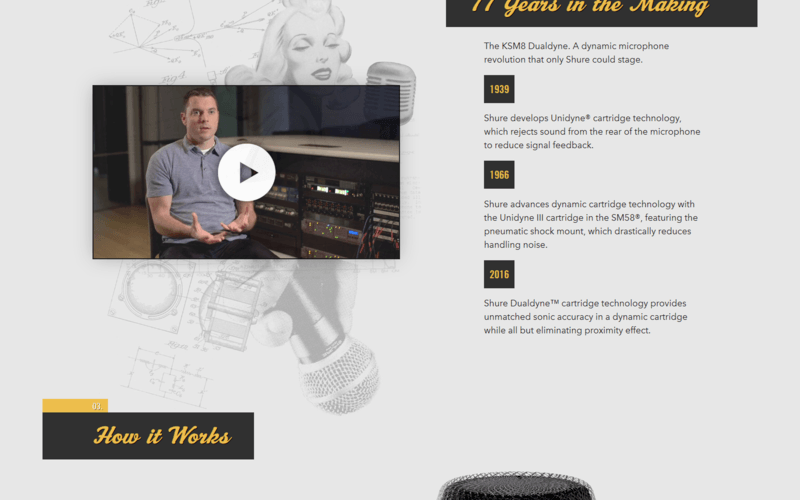 77 Years in the Making
The KSM8 Dualdyne. A dynamic microphone
revolution that only Shure could stage.
1939
Shure develops Unidyne® cartridge technology,
which rejects sound from the rear of the microphone
to reduce signal feedback.
1966
Shure advances dynamic cartridge technology with
the Unidyne III cartridge in the SM58®, featuring the
pneumatic shock mount, which drastically reduces
handling noise.
2016
Shure Dualdyne™ cartridge technology provides
unmatched sonic accuracy in a dynamic cartridge
while all but eliminating proximity effect.
How it Works